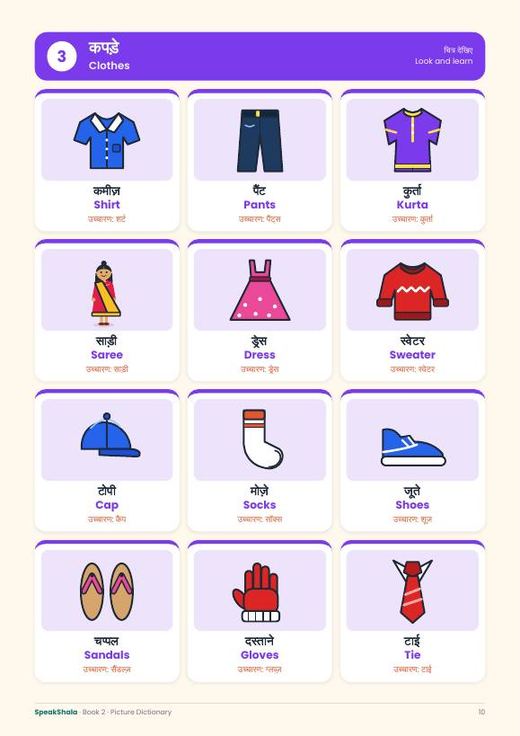 3
कपड़े
Clothes
चित्र देखिए
Look and learn
कमीज़
Shirt
उच्चारण: शर्ट
पैंट
Pants
उच्चारण: पैंट्स
कुर्ता
Kurta
उच्चारण: कुर्ता
साड़ी
Saree
उच्चारण: साड़ी
ड्रेस
Dress
उच्चारण: ड्रेस
स्वेटर
Sweater
उच्चारण: स्वेटर
टोपी
Cap
उच्चारण: कैप
मोज़े
Socks
उच्चारण: सॉक्स
जूते
Shoes
उच्चारण: शूज़
चप्पल
Sandals
उच्चारण: सैंडल्ज़
दस्ताने
Gloves
उच्चारण: ग्लव्ज़
टाई
Tie
उच्चारण: टाई
SpeakShala · Book 2 · Picture Dictionary
10